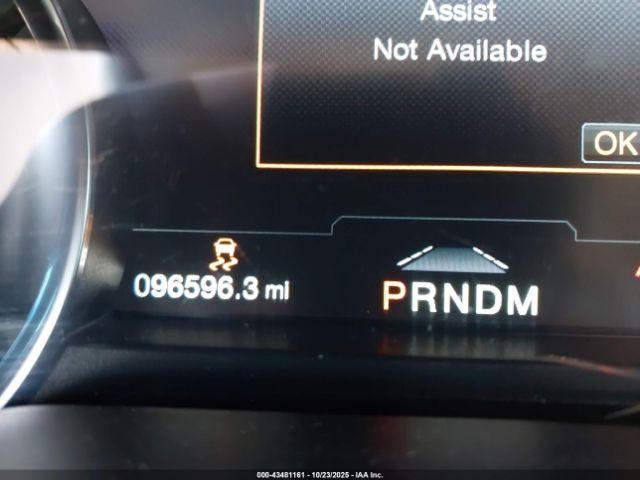 Assist
Not Available
OK
096596.3 mi
PRNDM
000-43481161 - 10/23/2025 - IAA Inc.